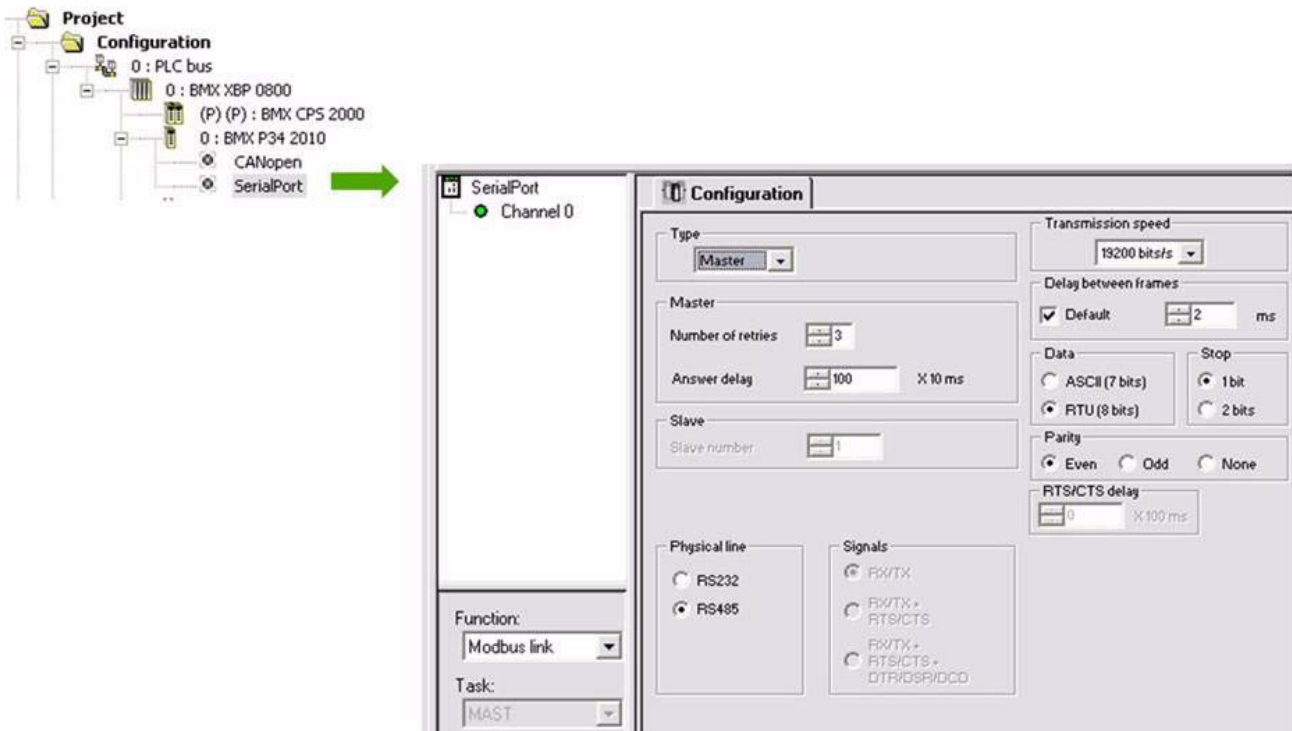 Project
Configuration
0 : PLC bus
0 : BMX XBP 0800
(P) (P) : BMX CPS 2000
0 : BMX P34 2010
CANopen
SerialPort
SerialPort
Channel 0
Function:
Modbus link
Task:
MAST
Configuration
Type
Master
Master
Number of retries 3
Answer delay 100 X 10 ms
Slave
Slave number 1
Physical line
RS232
RS485
Signals
RX/TX
RX/TX +
RTS/CTS
RX/TX +
RTS/CTS +
DTR/DSR/DCD
Transmission speed
19200 bits/s
Delay between frames
Default 2 ms
Data
ASCII (7 bits)
RTU (8 bits)
Stop
1 bit
2 bits
Parity
Even Odd None
RTS/CTS delay
0 X 100 ms